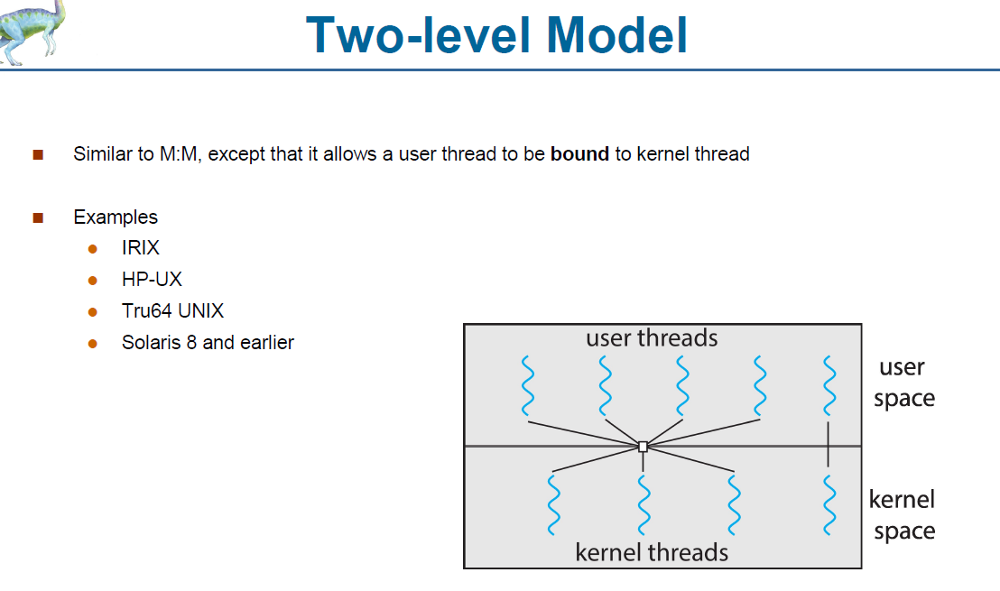 Two-level Model
Similar to M:M, except that it allows a user thread to be bound to kernel thread
Examples
IRIX
HP-UX
Tru64 UNIX
Solaris 8 and earlier
user threads
user
space
kernel
space
kernel threads